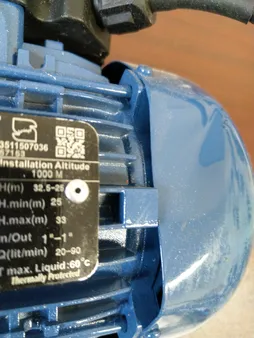 3511507036
Installation Altitude
1000 M
H(m) 32.5-25
H.min(m) 25
H.max(m) 33
In/Out 1"-1"
Q(lit/min) 20-90
T max. Liquid:60°c
Thermally Protected